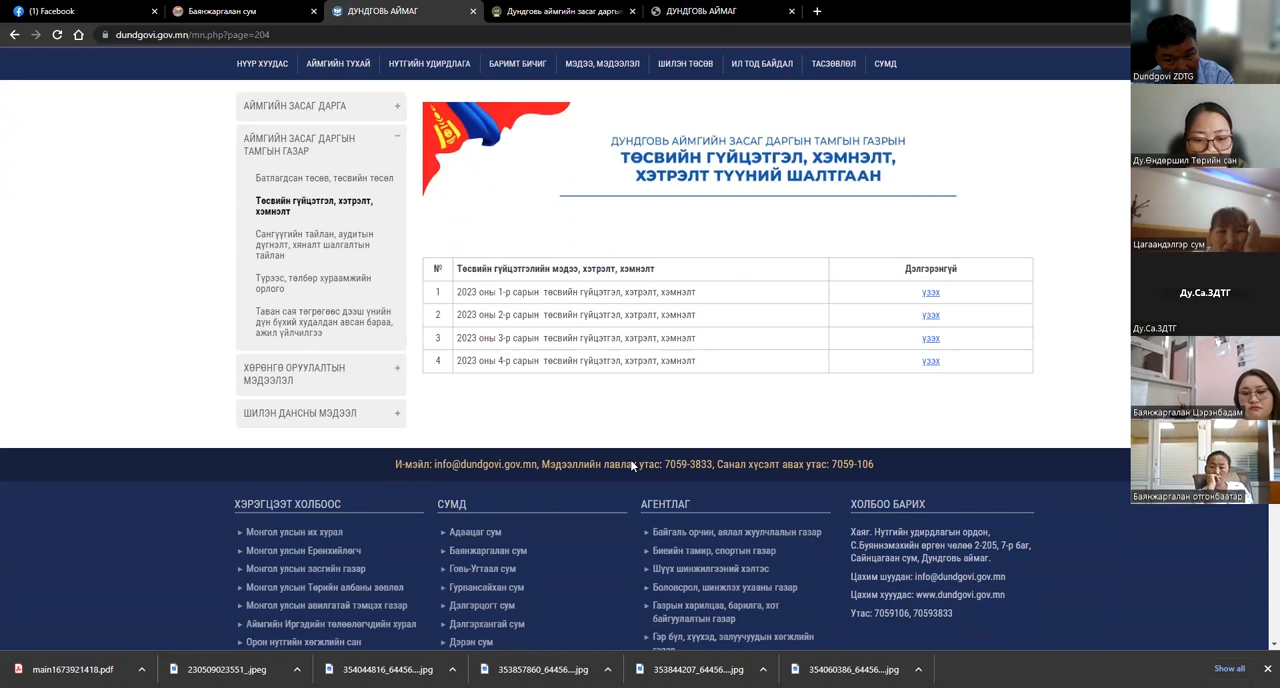 (1) Facebook
Баянжаргалан сум
ДУНДГОВЬ АЙМАГ
Дундговь аймгийн засаг дарга
ДУНДГОВЬ АЙМАГ
dundgovi.gov.mn/mn.php?page=204
НҮҮР ХУУДАС
АЙМГИЙН ТУХАЙ
НУТГИЙН УДИРДЛАГА
БАРИМТ БИЧИГ
МЭДЭЭ, МЭДЭЭЛЭЛ
ШИЛЭН ТӨСӨВ
ИЛ ТОД БАЙДАЛ
ТАСЗӨВЛӨЛ
СУМД
АЙМГИЙН ЗАСАГ ДАРГА
АЙМГИЙН ЗАСАГ ДАРГЫН
ТАМГЫН ГАЗАР
Батлагдсан төсөв, төсвийн төсөл
Төсвийн гүйцэтгэл, хэтрэлт,
хэмнэлт
Сангүүгийн тайлан, аудитын
дүгнэлт, хяналт шалгалтын
тайлан
Түрээс, төлбөр хураамжийн
орлого
Таван сая төгрөгөөс дээш үнийн
дүн бүхий худалдан авсан бараа,
ажил үйлчилгээ
ХӨРӨНГӨ ОРУУЛАЛТЫН
МЭДЭЭЛЭЛ
ШИЛЭН ДАНСНЫ МЭДЭЭЛ
ДУНДГОВЬ АЙМГИЙН ЗАСАГ ДАРГЫН ТАМГЫН ГАЗРЫН
ТӨСВИЙН ГҮЙЦЭТГЭЛ, ХЭМНЭЛТ,
ХЭТРЭЛТ ТҮҮНИЙ ШАЛТГААН
№ Төсвийн гүйцэтгэлийн мэдээ, хэтрэлт, хэмнэлт Дэлгэрэнгүй
1 2023 оны 1-р сарын төсвийн гүйцэтгэл, хэтрэлт, хэмнэлт үзэх
2 2023 оны 2-р сарын төсвийн гүйцэтгэл, хэтрэлт, хэмнэлт үзэх
3 2023 оны 3-р сарын төсвийн гүйцэтгэл, хэтрэлт, хэмнэлт үзэх
4 2023 оны 4-р сарын төсвийн гүйцэтгэл, хэтрэлт, хэмнэлт үзэх
И-мэйл: info@dundgovi.gov.mn, Мэдээллийн лавлах утас: 7059-3833, Санал хүсэлт авах утас: 7059-106
ХЭРЭГЦЭЭТ ХОЛБООС
Монгол улсын их хурал
Монгол улсын Ерөнхийлөгч
Монгол улсын засгийн газар
Монгол улсын Төрийн албаны зөвлөл
Монгол улсын авилгатай тэмцэх газар
Аймгийн Иргэдийн төлөөлөгчдийн хурал
Орон нутгийн хөгжлийн сан
СУМД
Адаацаг сум
Баянжаргалан сум
Говь-Угтаал сум
Гурвансайхан сум
Дэлгэрцогт сум
Дэлгэрхангай сум
Дэрэн сум
АГЕНТЛАГ
Байгаль орчин, аялал жуулчлалын газар
Биеийн тамир, спортын газар
Шүүх шинжилгээний хэлтэс
Боловсрол, шинжлэх ухааны газар
Газрын харилцаа, барилга, хот
байгуулалтын газар
Гэр бүл, хүүхэд, залуучуудын хөгжлийн
газар
ХОЛБОО БАРИХ
Хаяг. Нутгийн удирдлагын ордон,
С.Буяннэмэхийн өргөн чөлөө 2-205, 7-р баг,
Сайнцагаан сум, Дундговь аймаг.
Цахим шуудан: info@dundgovi.gov.mn
Цахим хууудас: www.dundgovi.gov.mn
Утас: 7059106, 70593833
Dundgovi ZDTG
Ду.Өндөршил Төрийн сан
Цагаандэлгэр сум
Ду.Са.ЗДТГ
Ду.Са.ЗДТГ
Баянжаргалан Цэрэнбадам
Баянжаргалан отгонбаатар
main1673921418.pdf
230509023551_.jpeg
354044816_64456....jpg
353857860_64456....jpg
353844207_64456....jpg
354060386_64456....jpg
Show all